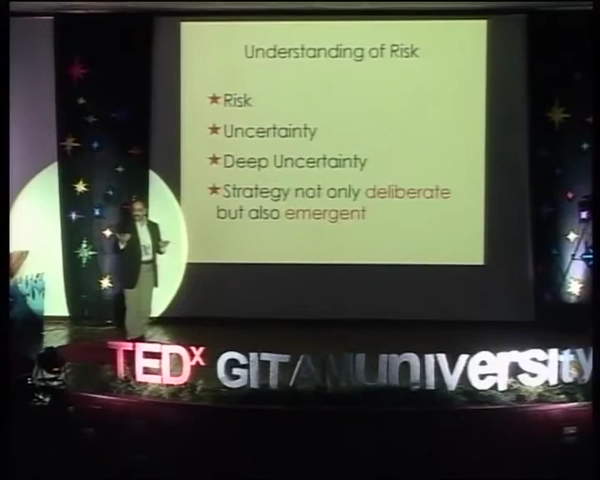 Understanding of Risk
Risk
Uncertainty
Deep Uncertainty
Strategy not only deliberate
but also emergent
TEDx GITAMuniversity